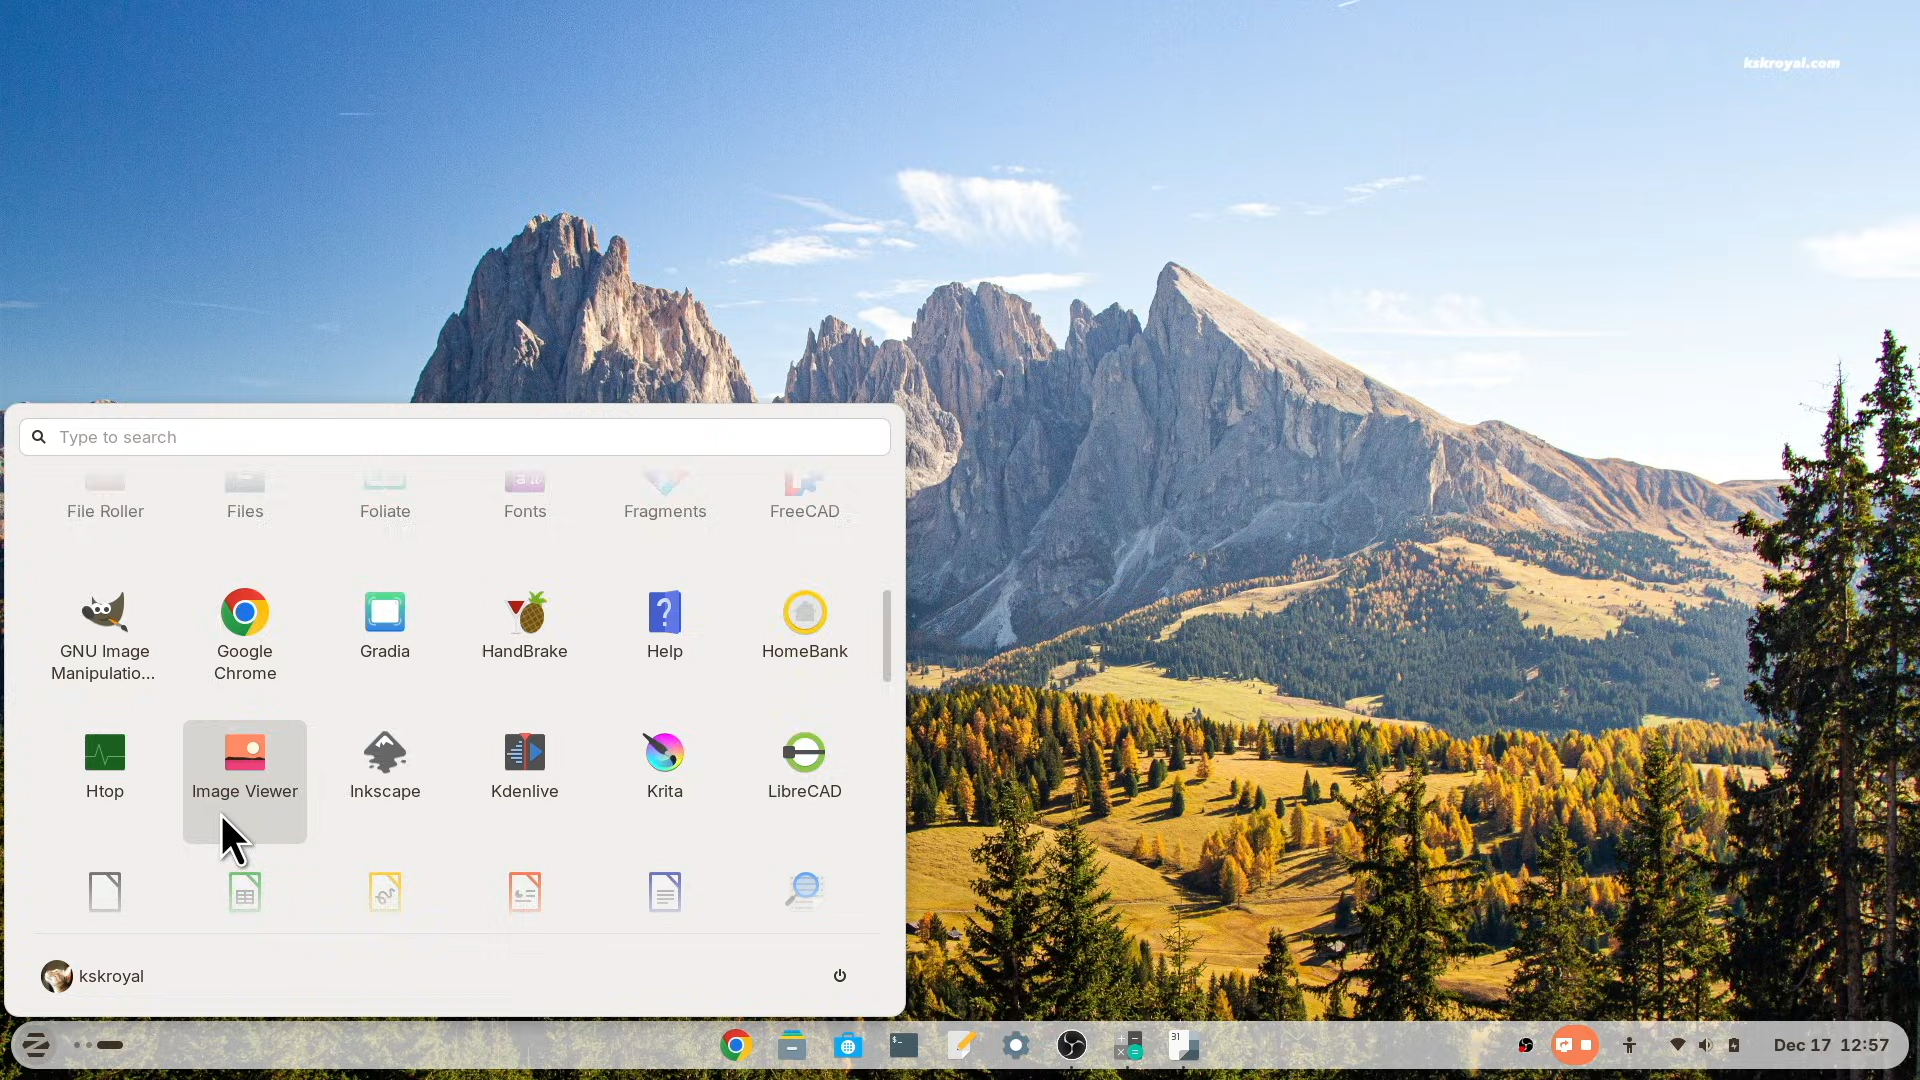 kskroyal.com
Type to search
File Roller
Files
Foliate
Fonts
Fragments
FreeCAD
GNU Image
Manipulatio...
Google
Chrome
Gradia
HandBrake
Help
HomeBank
Htop
Image Viewer
Inkscape
Kdenlive
Krita
LibreCAD
kskroyal
$_
31
Dec 17 12:57